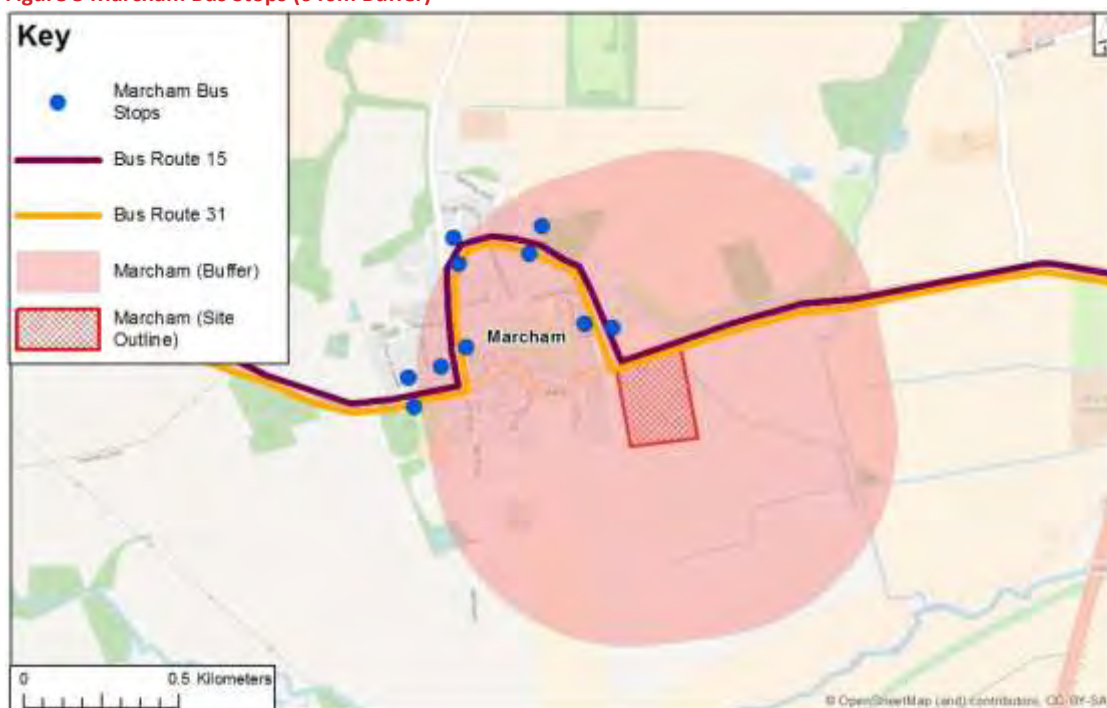 Key
Marcham Bus
Stops
Bus Route 15
Bus Route 31
Marcham (Buffer)
Marcham (Site
Outline)
Marcham
0 0.5 Kilometers
© OpenStreetMap (and) contributors, CC-BY-SA